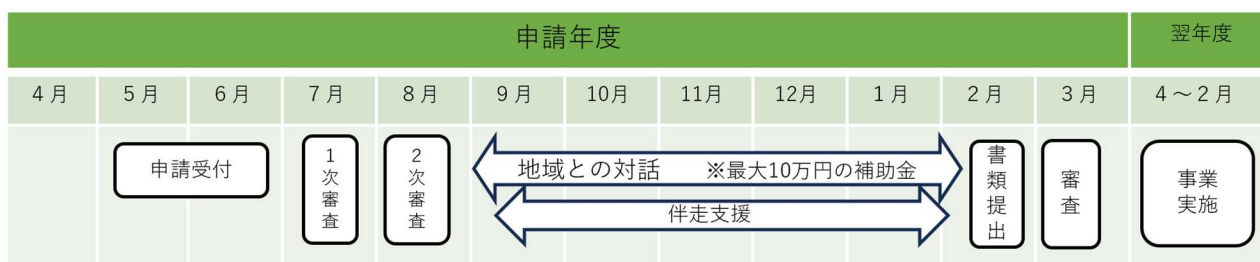 申請年度 翌年度
4月 5月 6月 7月 8月 9月 10月 11月 12月 1月 2月 3月 4～2月
申請受付
1次審査
2次審査
地域との対話 ※最大10万円の補助金
伴走支援
書類提出
審査
事業
実施